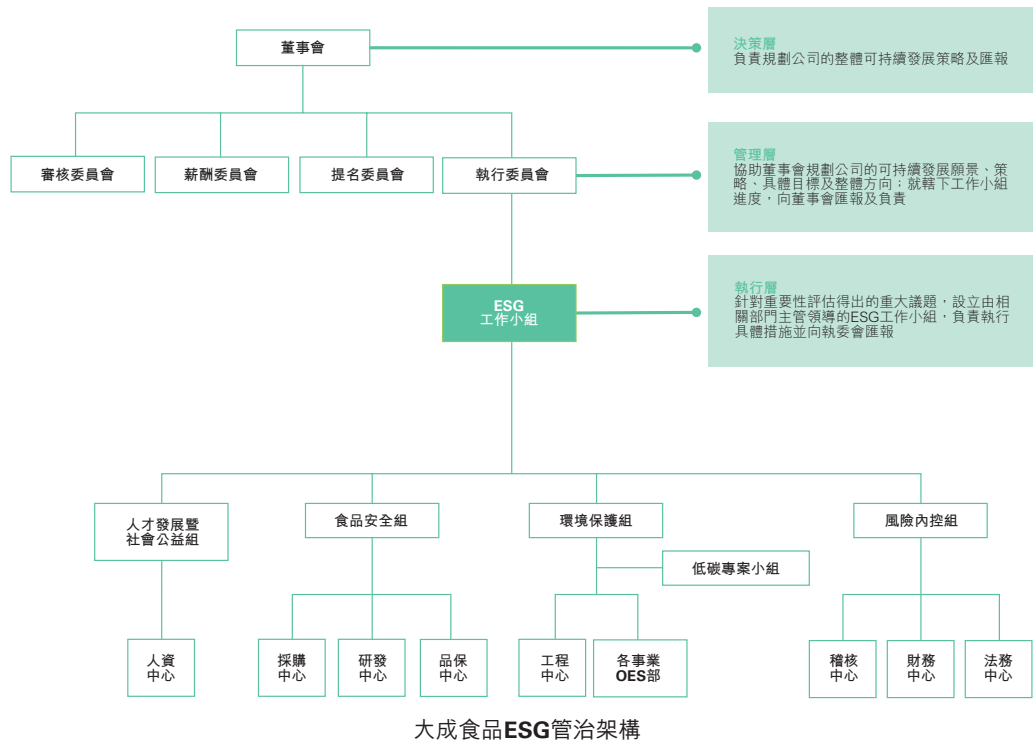 董事會
決策層
負責規劃公司的整體可持續發展策略及匯報
審核委員會
薪酬委員會
提名委員會
執行委員會
管理層
協助董事會規劃公司的可持續發展願景、策
略、具體目標及整體方向；就轄下工作小組
進度，向董事會匯報及負責
ESG
工作小組
執行層
針對重要性評估得出的重大議題，設立由相
關部門主管領導的ESG工作小組，負責執行
具體措施並向執委會匯報
人才發展暨
社會公益組
食品安全組
環境保護組
風險內控組
低碳專案小組
人資
中心
採購
中心
研發
中心
品保
中心
工程
中心
各事業
OES部
稽核
中心
財務
中心
法務
中心
大成食品ESG管治架構